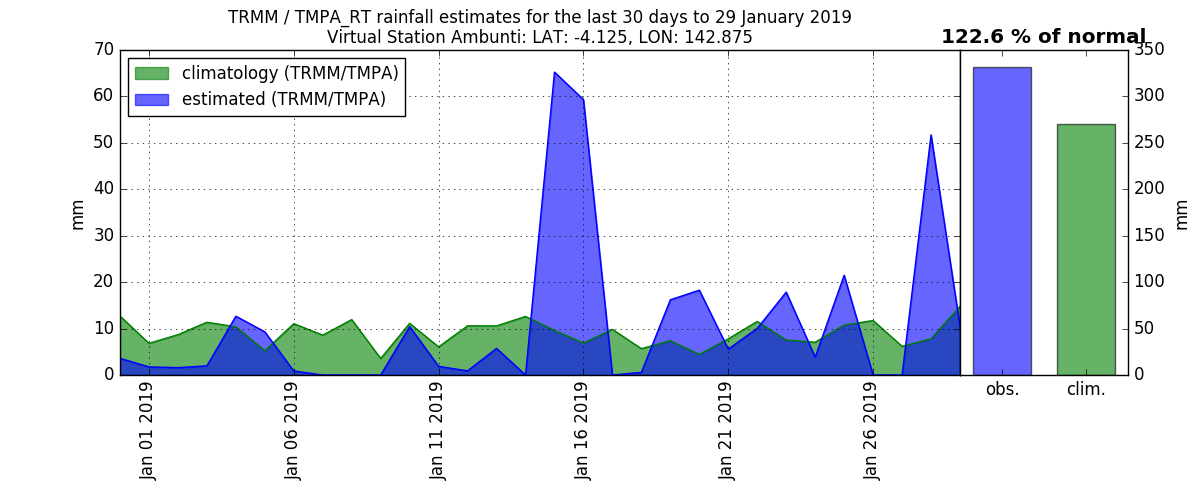 TRMM / TMPA_RT rainfall estimates for the last 30 days to 29 January 2019
Virtual Station Ambunti: LAT: -4.125, LON: 142.875
122.6 % of normal
climatology (TRMM/TMPA)
estimated (TRMM/TMPA)
mm
70
60
50
40
30
20
10
0
Jan 01 2019
Jan 06 2019
Jan 11 2019
Jan 16 2019
Jan 21 2019
Jan 26 2019
obs.
clim.
350
300
250
200
150
100
50
0
mm